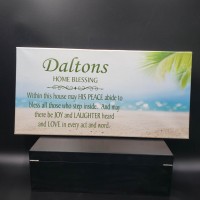 Daltons
HOME BLESSING
Within this house may HIS PEACE abide to
bless all those who step inside... And may
there be JOY and LAUGHTER heard
and LOVE in every act and word.